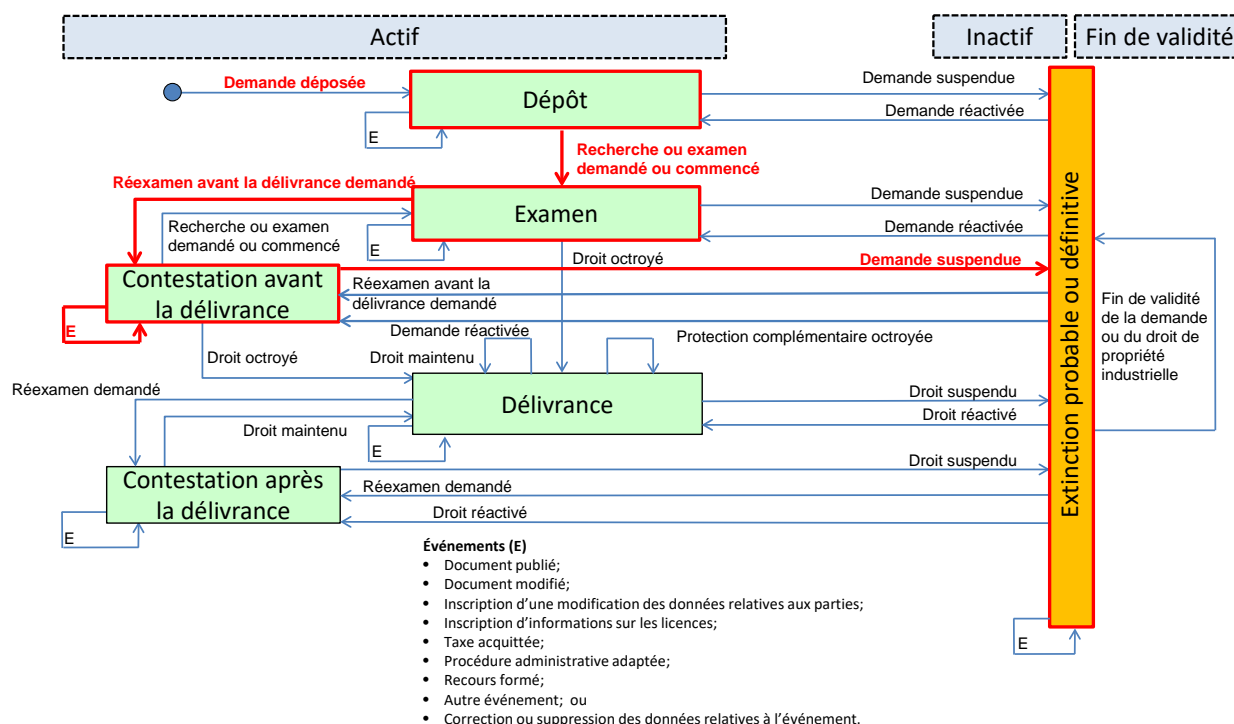 Actif
Inactif
Fin de validité
Demande déposée
Dépôt
Demande suspendue
Demande réactivée
E
Recherche ou examen
demandé ou commencé
Réexamen avant la délivrance demandé
Examen
Demande suspendue
Demande réactivée
Recherche ou examen
demandé ou commencé
E
Droit octroyé
Demande suspendue
Contestation avant
la délivrance
Réexamen avant la
délivrance demandé
E
Demande réactivée
Protection complémentaire octroyée
Droit octroyé
Droit maintenu
Fin de validité
de la demande
ou du droit de
propriété
industrielle
Extinction probable ou définitive
Réexamen demandé
Délivrance
Droit suspendu
Droit réactivé
Droit maintenu
E
Contestation après
la délivrance
Droit suspendu
Réexamen demandé
Droit réactivé
E
Événements (E)
• Document publié;
• Document modifié;
• Inscription d’une modification des données relatives aux parties;
• Inscription d’informations sur les licences;
• Taxe acquittée;
• Procédure administrative adaptée;
• Recours formé;
• Autre événement; ou
• Correction ou suppression des données relatives à l’événement.
E